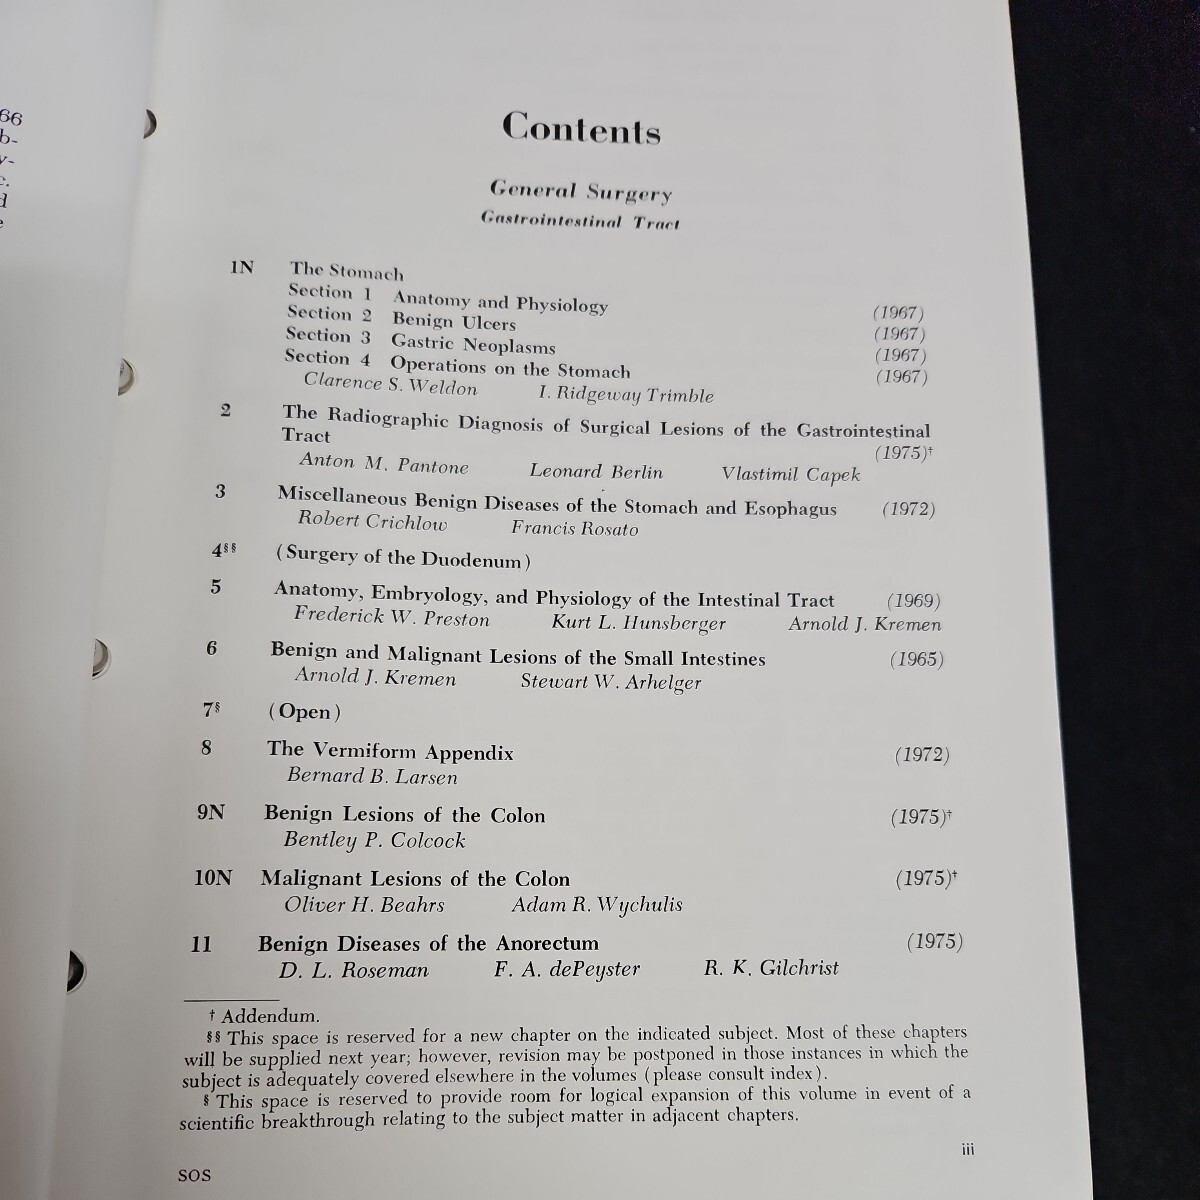 66
b-
y-
c.
d
e
Contents
General Surgery
Gastrointestinal Tract
1N The Stomach
Section 1 Anatomy and Physiology (1967)
Section 2 Benign Ulcers (1967)
Section 3 Gastric Neoplasms (1967)
Section 4 Operations on the Stomach (1967)
Clarence S. Weldon I. Ridgeway Trimble
2 The Radiographic Diagnosis of Surgical Lesions of the Gastrointestinal
Tract (1975)†
Anton M. Pantone Leonard Berlin Vlastimil Capek
3 Miscellaneous Benign Diseases of the Stomach and Esophagus (1972)
Robert Crichlow Francis Rosato
4§§ (Surgery of the Duodenum)
5 Anatomy, Embryology, and Physiology of the Intestinal Tract (1969)
Frederick W. Preston Kurt L. Hunsberger Arnold J. Kremen
6 Benign and Malignant Lesions of the Small Intestines (1965)
Arnold J. Kremen Stewart W. Arhelger
7§ (Open)
8 The Vermiform Appendix (1972)
Bernard B. Larsen
9N Benign Lesions of the Colon (1975)†
Bentley P. Colcock
10N Malignant Lesions of the Colon (1975)†
Oliver H. Beahrs Adam R. Wychulis
11 Benign Diseases of the Anorectum (1975)
D. L. Roseman F. A. dePeyster R. K. Gilchrist
† Addendum.
§§ This space is reserved for a new chapter on the indicated subject. Most of these chapters
will be supplied next year; however, revision may be postponed in those instances in which the
subject is adequately covered elsewhere in the volumes (please consult index).
§ This space is reserved to provide room for logical expansion of this volume in event of a
scientific breakthrough relating to the subject matter in adjacent chapters.
iii
SOS